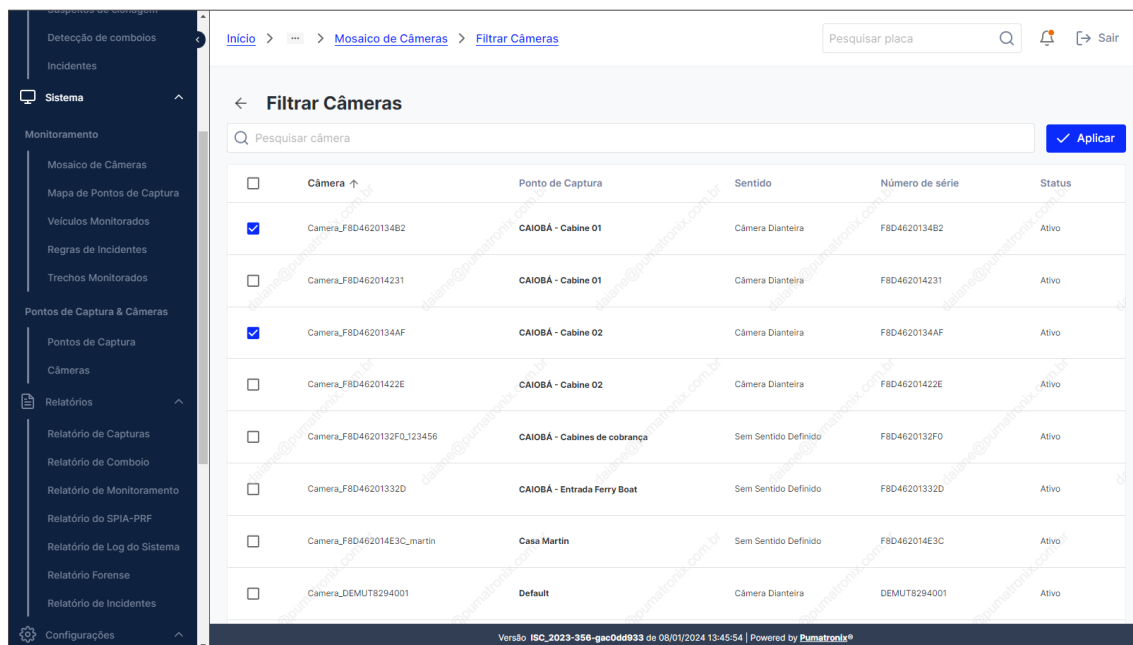 Suspeitos de clonagem
Detecção de comboios
Incidentes
Sistema
Monitoramento
Mosaico de Câmeras
Mapa de Pontos de Captura
Veículos Monitorados
Regras de Incidentes
Trechos Monitorados
Pontos de Captura & Câmeras
Pontos de Captura
Câmeras
Relatórios
Relatório de Capturas
Relatório de Comboio
Relatório de Monitoramento
Relatório do SPIA-PRF
Relatório de Log do Sistema
Relatório Forense
Relatório de Incidentes
Configurações
Início > ... > Mosaico de Câmeras > Filtrar Câmeras
Pesquisar placa
Sair
Filtrar Câmeras
Pesquisar câmera
Aplicar
Câmera Ponto de Captura Sentido Número de série Status
Camera_F8D4620134B2 CAIOBÁ - Cabine 01 Câmera Dianteira F8D4620134B2 Ativo
Camera_F8D462014231 CAIOBÁ - Cabine 01 Câmera Dianteira F8D462014231 Ativo
Camera_F8D4620134AF CAIOBÁ - Cabine 02 Câmera Dianteira F8D4620134AF Ativo
Camera_F8D46201422E CAIOBÁ - Cabine 02 Câmera Dianteira F8D46201422E Ativo
Camera_F8D4620132F0_123456 CAIOBÁ - Cabines de cobrança Sem Sentido Definido F8D4620132F0 Ativo
Camera_F8D46201332D CAIOBÁ - Entrada Ferry Boat Sem Sentido Definido F8D46201332D Ativo
Camera_F8D462014E3C_martin Casa Martin Sem Sentido Definido F8D462014E3C Ativo
Camera_DEMUT8294001 Default Câmera Dianteira DEMUT8294001 Ativo
daiane@pumatronix.com.br
Versão ISC_2023-356-gac0dd933 de 08/01/2024 13:45:54 | Powered by Pumatronix®